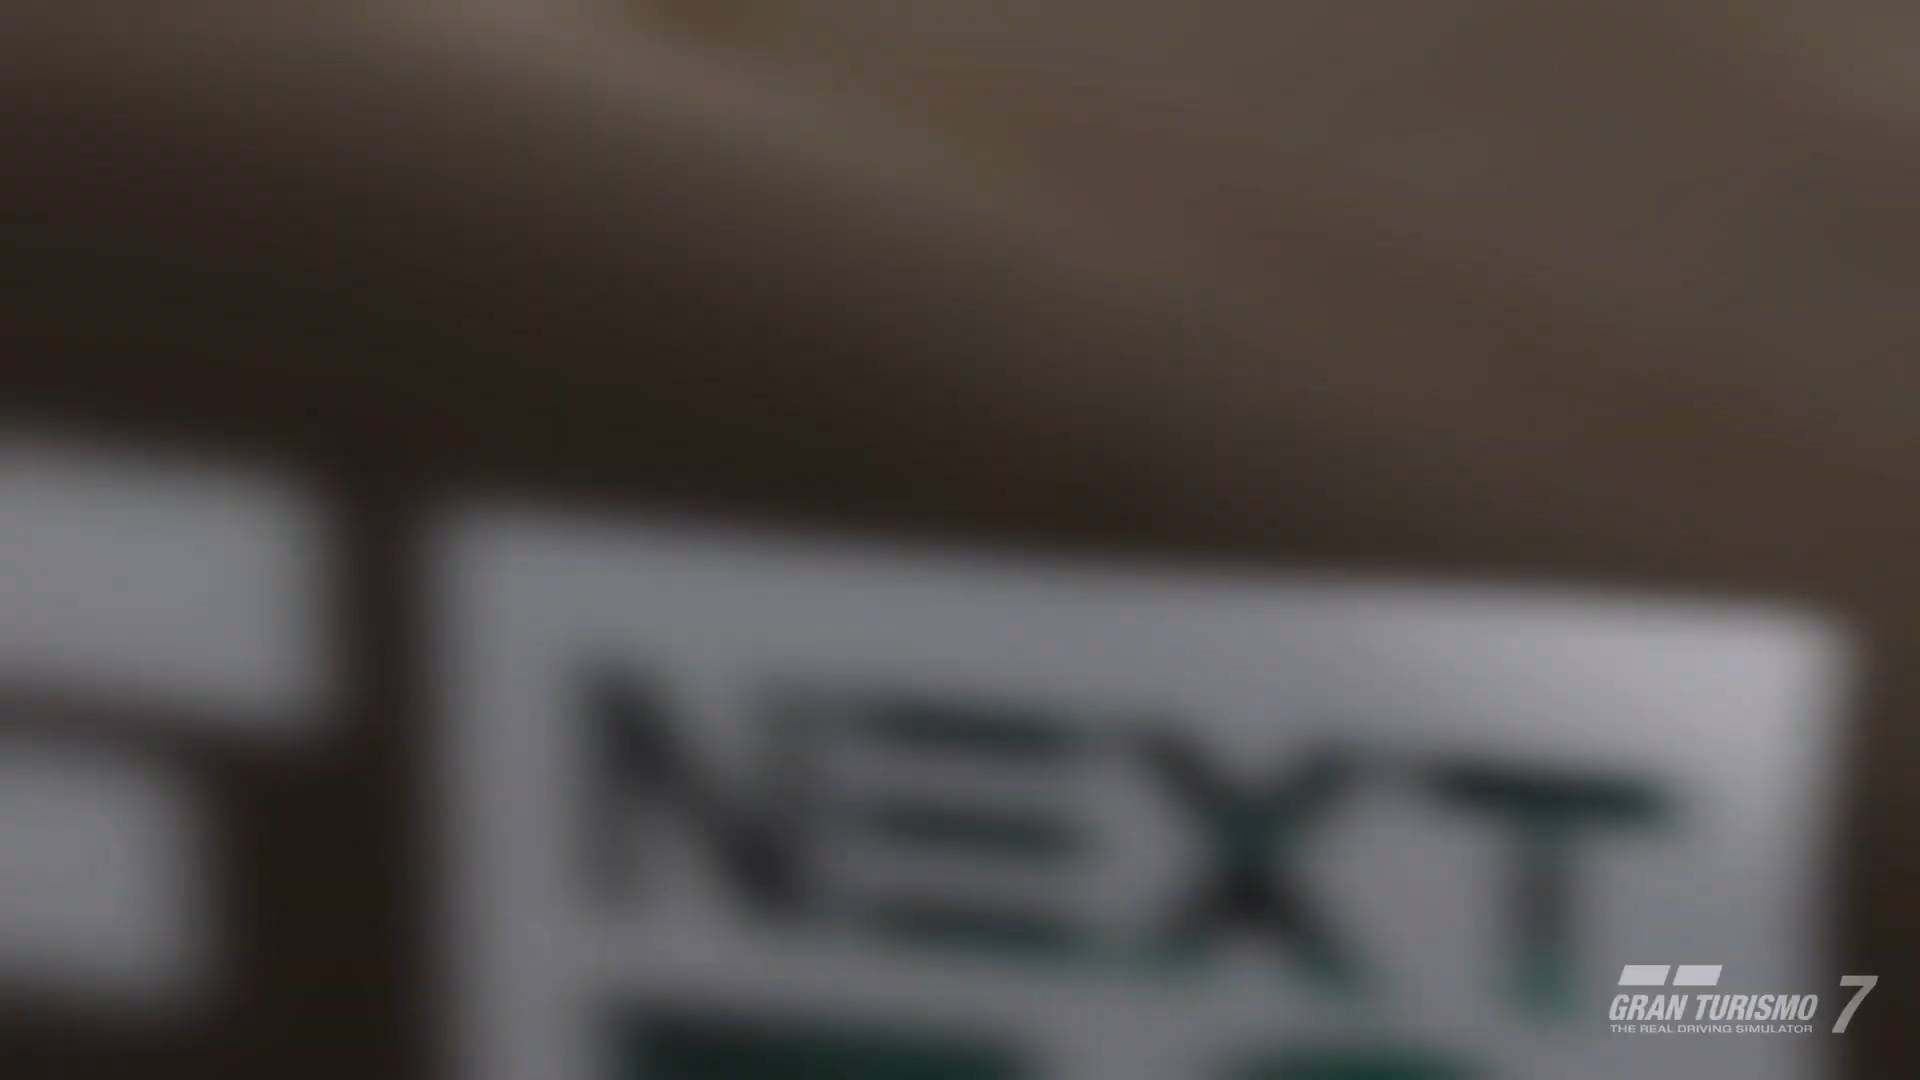 NEXT
GRAN TURISMO 7
THE REAL DRIVING SIMULATOR